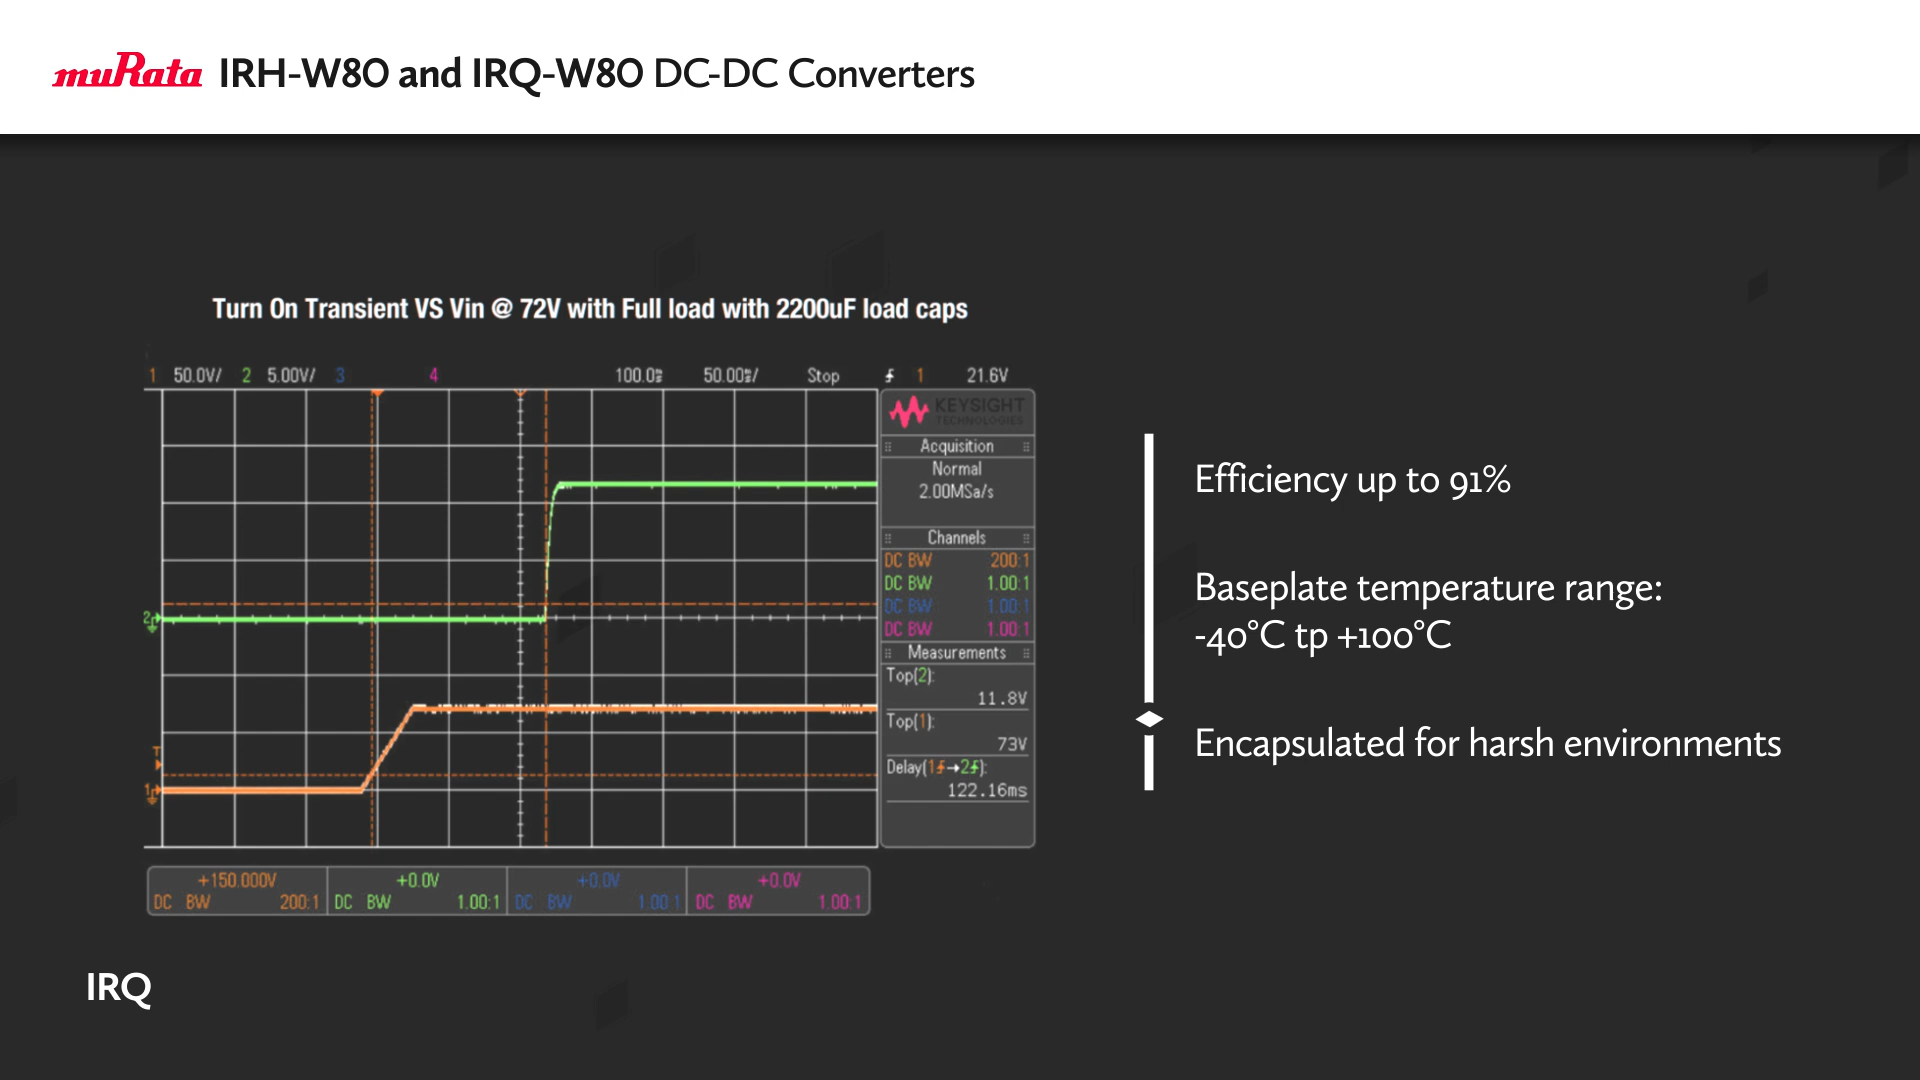 muRata IRH-W80 and IRQ-W80 DC-DC Converters
Turn On Transient VS Vin @ 72V with Full load with 2200uF load caps
1 50.0V/ 2 5.00V/ 3 4 100.0ms 50.00ms/ Stop 1 21.6V
KEYSIGHT
TECHNOLOGIES
Acquisition
Normal
2.00MSa/s
Channels
DC BW 200:1
DC BW 1.00:1
DC BW 1.00:1
DC BW 1.00:1
Measurements
Top(2):
11.8V
Top(1):
73V
Delay(1→2):
122.16ms
2
T
1
+150.000V +0.0V +0.0V +0.0V
DC BW 200:1 DC BW 1.00:1 DC BW 1.00:1 DC BW 1.00:1
Efficiency up to 91%
Baseplate temperature range:
-40°C tp +100°C
Encapsulated for harsh environments
IRQ